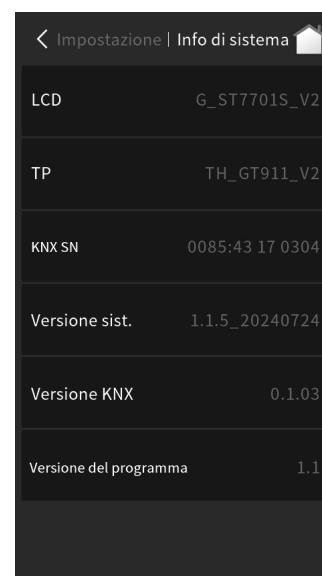 < Impostazione | Info di sistema
LCD G_ST7701S_V2
TP TH_GT911_V2
KNX SN 0085:43 17 0304
Versione sist. 1.1.5_20240724
Versione KNX 0.1.03
Versione del programma 1.1